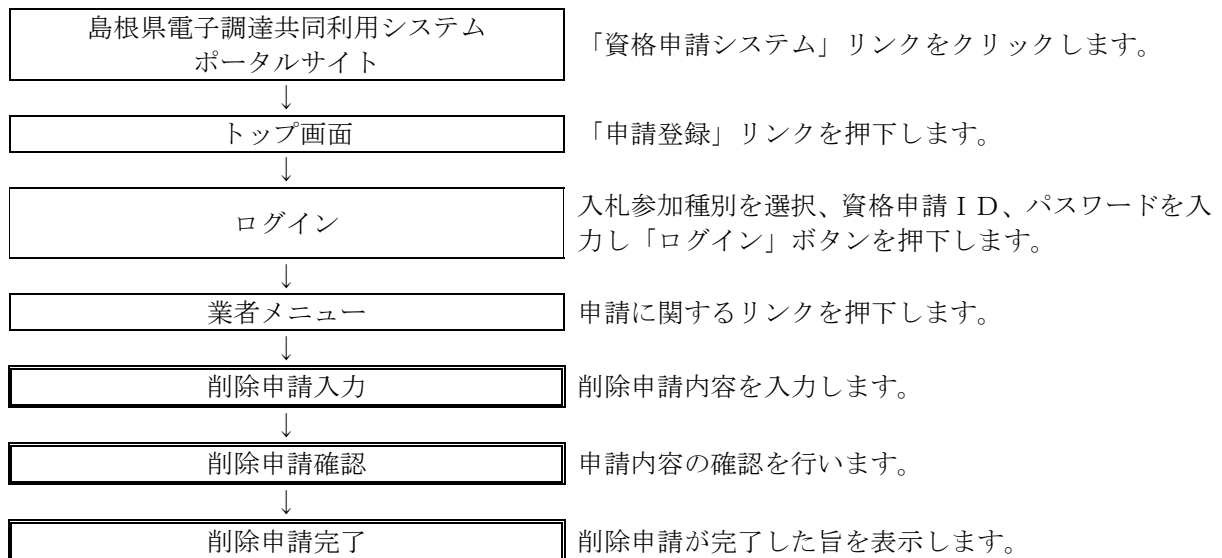 島根県電子調達共同利用システム
ポータルサイト
「資格申請システム」リンクをクリックします。
↓
トップ画面
「申請登録」リンクを押下します。
↓
ログイン
入札参加種別を選択、資格申請ＩＤ、パスワードを入
力し「ログイン」ボタンを押下します。
↓
業者メニュー
申請に関するリンクを押下します。
↓
削除申請入力
削除申請内容を入力します。
↓
削除申請確認
申請内容の確認を行います。
↓
削除申請完了
削除申請が完了した旨を表示します。